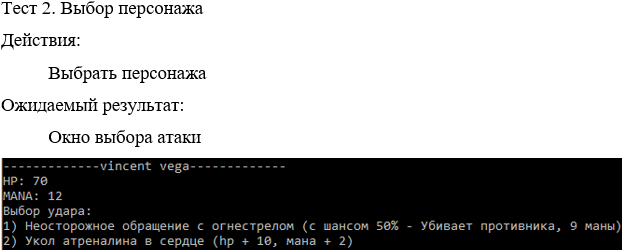 Тест 2. Выбор персонажа
Действия:
Выбрать персонажа
Ожидаемый результат:
Окно выбора атаки
-------------vincent vega-------------
HP: 70
MANA: 12
Выбор удара:
1) Неосторожное обращение с огнестрелом (с шансом 50% - Убивает противника, 9 маны)
2) Укол атреналина в сердце (hp + 10, мана + 2)